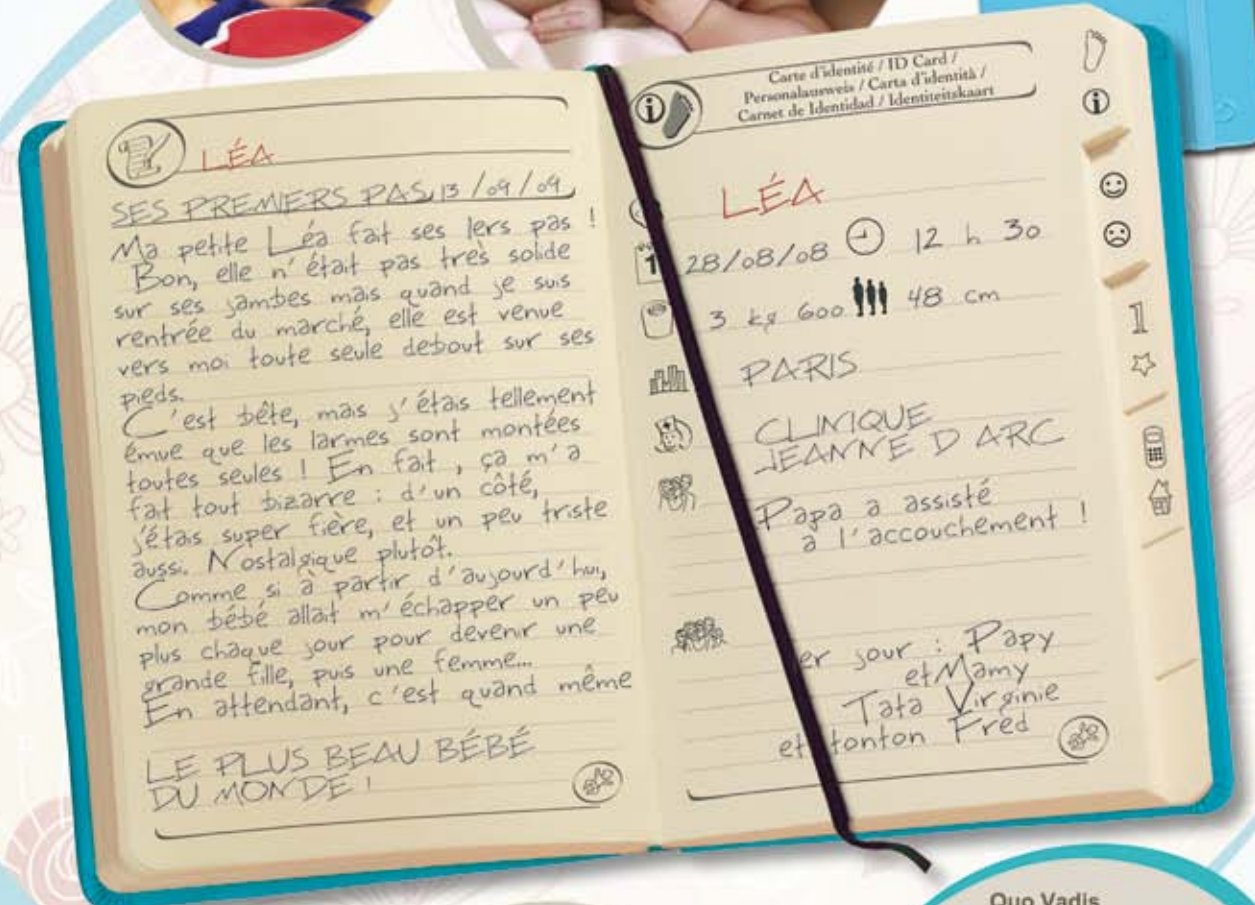 LÉA
SES PREMIERS PAS, 13/09/09
Ma petite Léa fait ses 1ers pas !
Bon, elle n'était pas très solide
sur ses jambes mais quand je suis
rentrée du marché, elle est venue
vers moi toute seule debout sur ses
pieds.
C'est bête, mais j'étais tellement
émue que les larmes sont montées
toutes seules ! En fait, ça m'a
fait tout bizarre : d'un côté,
j'étais super fière, et un peu triste
aussi. Nostalgique plutôt.
Comme si à partir d'aujourd'hui,
mon bébé allait m'échapper un peu
plus chaque jour pour devenir une
grande fille, puis une femme...
En attendant, c'est quand même
LE PLUS BEAU BÉBÉ
DU MONDE !
Carte d'identité / ID Card /
Personalausweis / Carta d'identità /
Carnet de Identidad / Identiteitskaart
LÉA
28/08/08 12 h 30
3 kg 600 48 cm
PARIS
CLINIQUE
JEANNE D ARC
Papa a assisté
a l'accouchement !
er jour : Papy
et Mamy
Tata Virginie
et tonton Fred
Quo Vadis